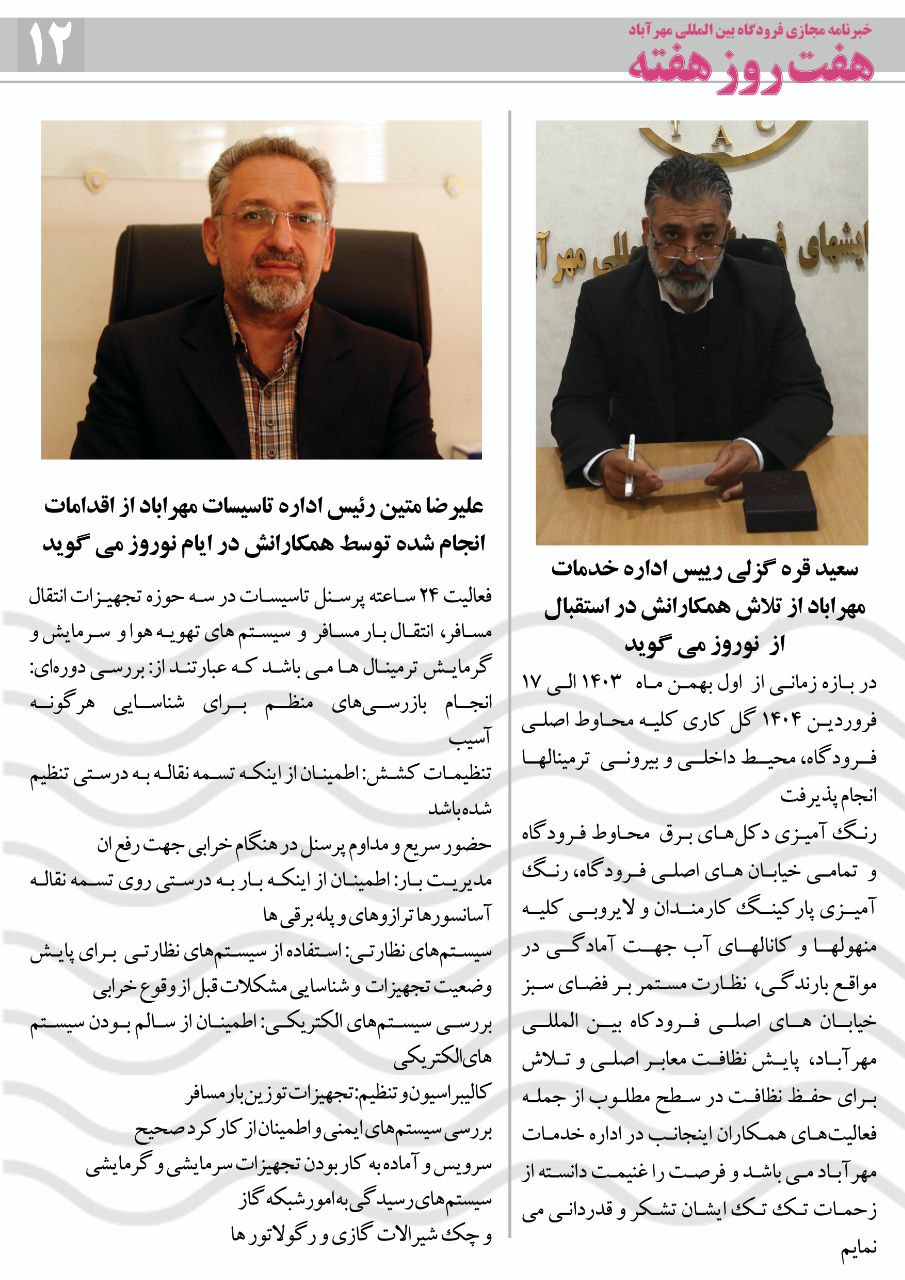 خبرنامه مجازی فرودگاه بین المللی مهرآباد
هفت روز هفته
۱۲
سعید قره گزلی رییس اداره خدمات
مهراباد از تلاش همکارانش در استقبال
از نوروز می گوید
در بازه زمانی از اول بهمن ماه ۱۴۰۳ الی ۱۷
فروردین ۱۴۰۴ گل کاری کلیه محاوط اصلی
فرودگاه، محیط داخلی و بیرونی ترمینالها
انجام پذیرفت
رنگ آمیزی دکل‌های برق محاوط فرودگاه
و تمامی خیابان های اصلی فرودگاه، رنگ
آمیزی پارکینگ کارمندان و لایروبی کلیه
منهولها و کانالهای آب جهت آمادگی در
مواقع بارندگی، نظارت مستمر بر فضای سبز
خیابان های اصلی فرودگاه بین المللی
مهرآباد، پایش نظافت معابر اصلی و تلاش
برای حفظ نظافت در سطح مطلوب از جمله
فعالیت‌های همکاران اینجانب در اداره خدمات
مهرآباد می باشد و فرصت را غنیمت دانسته از
زحمات تک تک ایشان تشکر و قدردانی می
نمایم
علیرضا متین رئیس اداره تاسیسات مهراباد از اقدامات
انجام شده توسط همکارانش در ایام نوروز می گوید
فعالیت ۲۴ ساعته پرسنل تاسیسات در سه حوزه تجهیزات انتقال
مسافر، انتقال بار مسافر و سیستم های تهویه هوا و سرمایش و
گرمایش ترمینال ها می باشد که عبارتند از: بررسی دوره‌ای:
انجام بازرسی‌های منظم برای شناسایی هرگونه
آسیب
تنظیمات کشش: اطمینان از اینکه تسمه نقاله به درستی تنظیم
شده‌باشد
حضور سریع و مداوم پرسنل در هنگام خرابی جهت رفع ان
مدیریت بار: اطمینان از اینکه بار به درستی روی تسمه نقاله
آسانسورها ترازوهای و پله برقی ها
سیستم‌های نظارتی: استفاده از سیستم‌های نظارتی برای پایش
وضعیت تجهیزات و شناسایی مشکلات قبل از وقوع خرابی
بررسی سیستم‌های الکتریکی: اطمینان از سالم بودن سیستم
های‌الکتریکی
کالیبراسیون و تنظیم: تجهیزات توزین بار مسافر
بررسی سیستم‌های ایمنی و اطمینان از کارکرد صحیح
سرویس و آماده به کار بودن تجهیزات سرمایشی و گرمایشی
سیستم‌های رسیدگی به امور شبکه گاز
و چک شیرالات گازی و رگولاتور ها